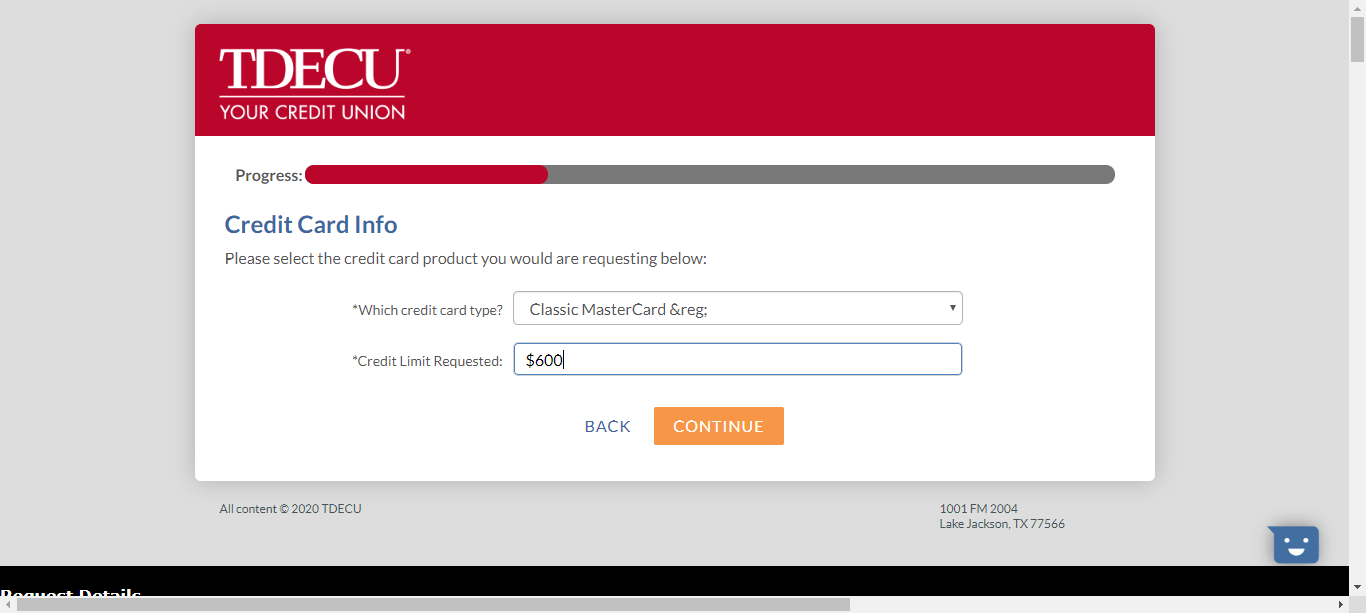 TDECU®
YOUR CREDIT UNION
Progress:
Credit Card Info
Please select the credit card product you would are requesting below:
*Which credit card type? Classic MasterCard &reg;
*Credit Limit Requested: $600
BACK CONTINUE
All content © 2020 TDECU
1001 FM 2004
Lake Jackson, TX 77566
Request Details